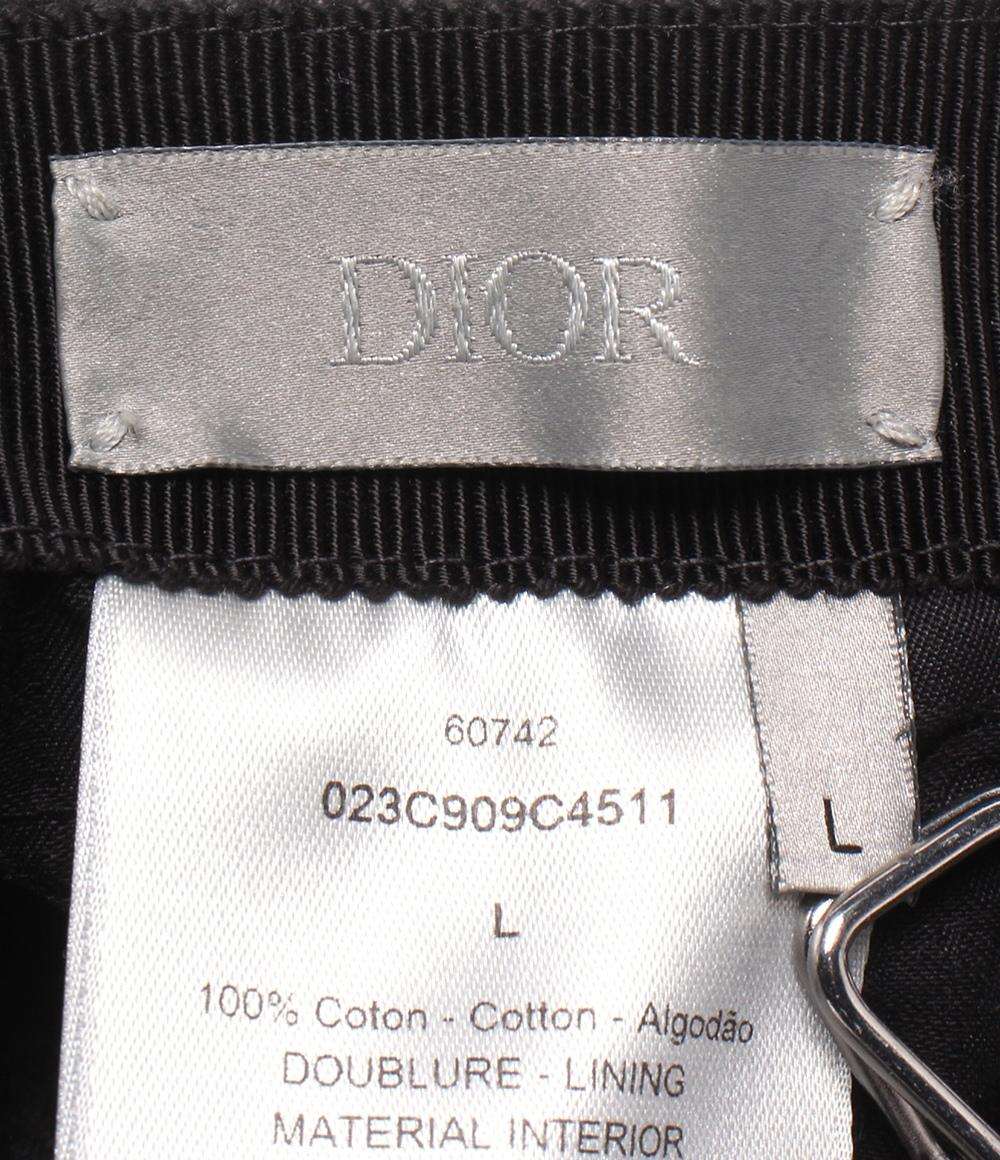 DIOR
60742
023C909C4511
L
L
100% Coton - Cotton - Algodão
DOUBLURE - LINING
MATERIAL INTERIOR